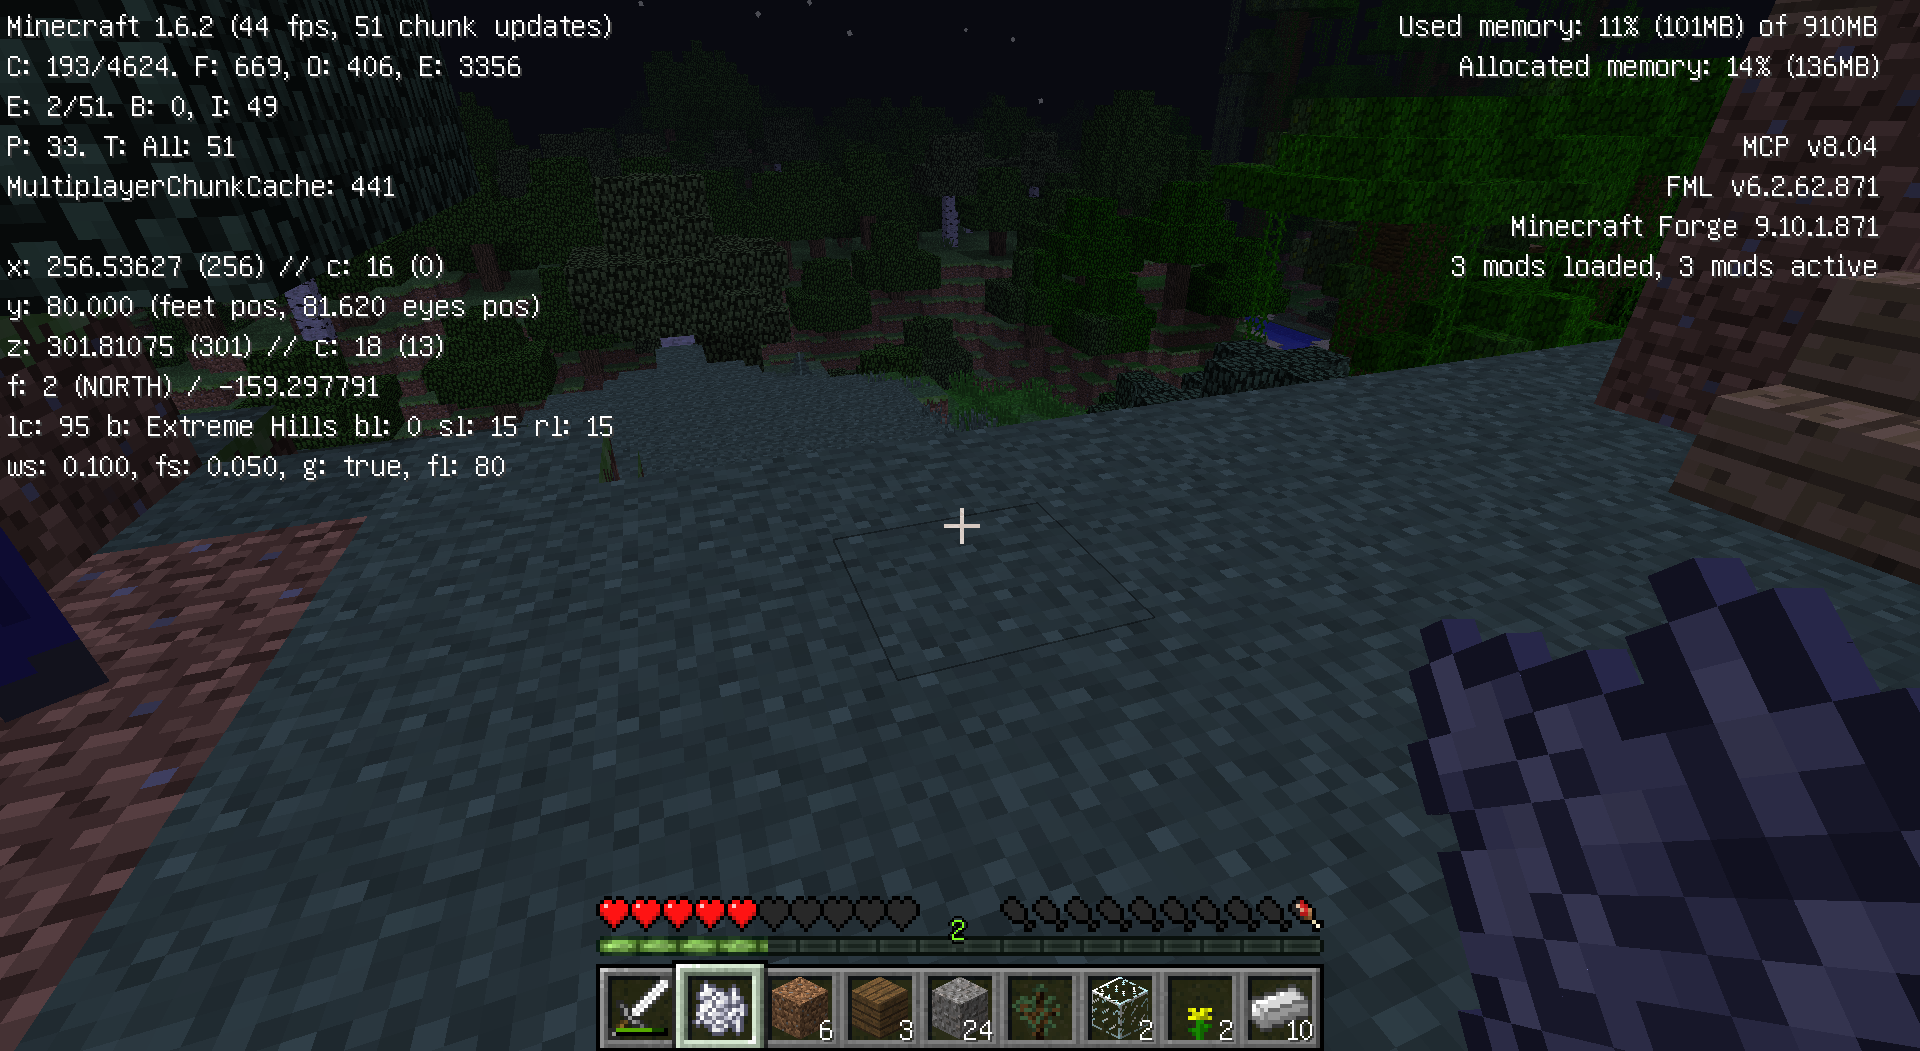 Minecraft 1.6.2 (44 fps, 51 chunk updates)
C: 193/4624. F: 669, O: 406, E: 3356
E: 2/51. B: 0, I: 49
P: 33. T: All: 51
MultiplayerChunkCache: 441
x: 256.53627 (256) // c: 16 (0)
y: 80.000 (feet pos, 81.620 eyes pos)
z: 301.81075 (301) // c: 18 (13)
f: 2 (NORTH) / -159.297791
lc: 95 b: Extreme Hills bl: 0 sl: 15 rl: 15
ws: 0.100, fs: 0.050, g: true, fl: 80
Used memory: 11% (101MB) of 910MB
Allocated memory: 14% (136MB)
MCP v8.04
FML v6.2.62.871
Minecraft Forge 9.10.1.871
3 mods loaded, 3 mods active
2
6
3
24
2
2
10